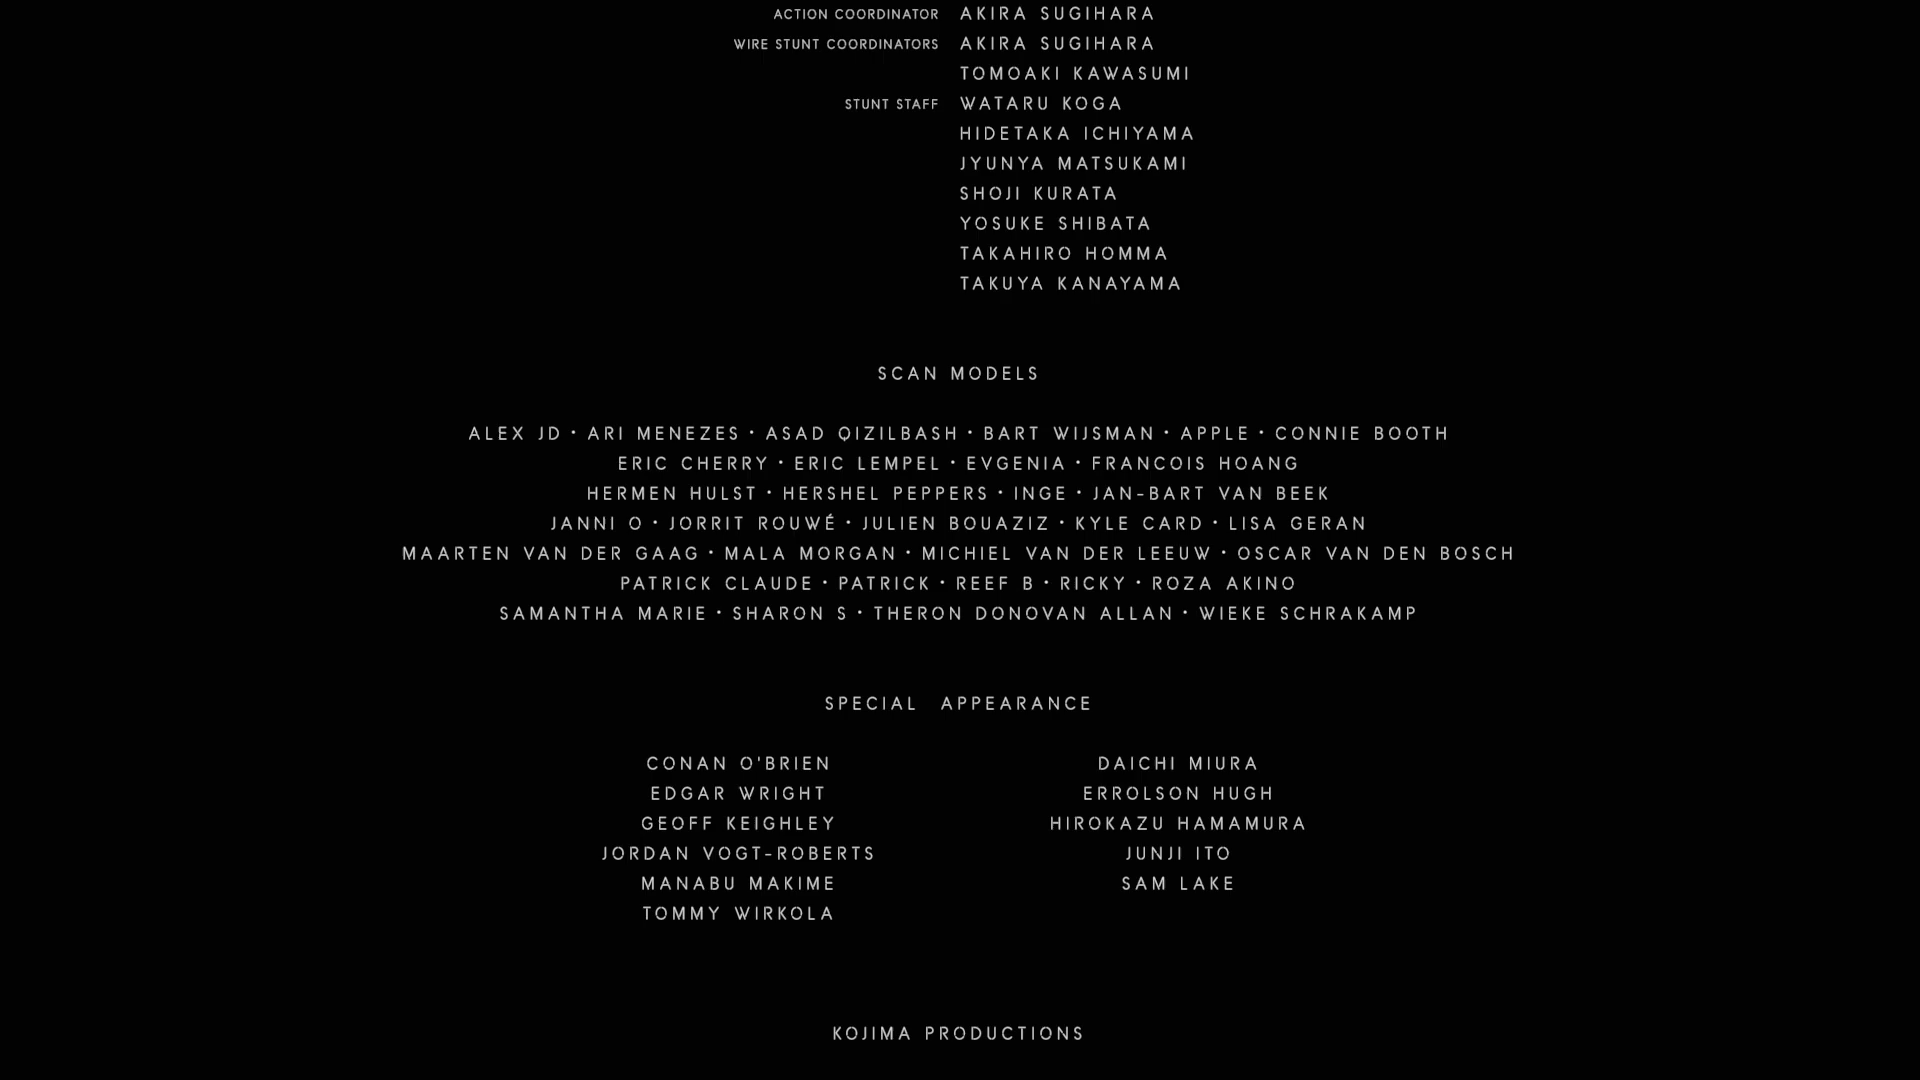 ACTION COORDINATOR AKIRA SUGIHARA
WIRE STUNT COORDINATORS AKIRA SUGIHARA
TOMOAKI KAWASUMI
STUNT STAFF WATARU KOGA
HIDETAKA ICHIYAMA
JYUNYA MATSUKAMI
SHOJI KURATA
YOSUKE SHIBATA
TAKAHIRO HOMMA
TAKUYA KANAYAMA
SCAN MODELS
ALEX JD • ARI MENEZES • ASAD QIZILBASH • BART WIJSMAN • APPLE • CONNIE BOOTH
ERIC CHERRY • ERIC LEMPEL • EVGENIA • FRANCOIS HOANG
HERMEN HULST • HERSHEL PEPPERS • INGE • JAN-BART VAN BEEK
JANNI O • JORRIT ROUWÉ • JULIEN BOUAZIZ • KYLE CARD • LISA GERAN
MAARTEN VAN DER GAAG • MALA MORGAN • MICHIEL VAN DER LEEUW • OSCAR VAN DEN BOSCH
PATRICK CLAUDE • PATRICK • REEF B • RICKY • ROZA AKINO
SAMANTHA MARIE • SHARON S • THERON DONOVAN ALLAN • WIEKE SCHRAKAMP
SPECIAL APPEARANCE
CONAN O'BRIEN DAICHI MIURA
EDGAR WRIGHT ERROLSON HUGH
GEOFF KEIGHLEY HIROKAZU HAMAMURA
JORDAN VOGT-ROBERTS JUNJI ITO
MANABU MAKIME SAM LAKE
TOMMY WIRKOLA
KOJIMA PRODUCTIONS